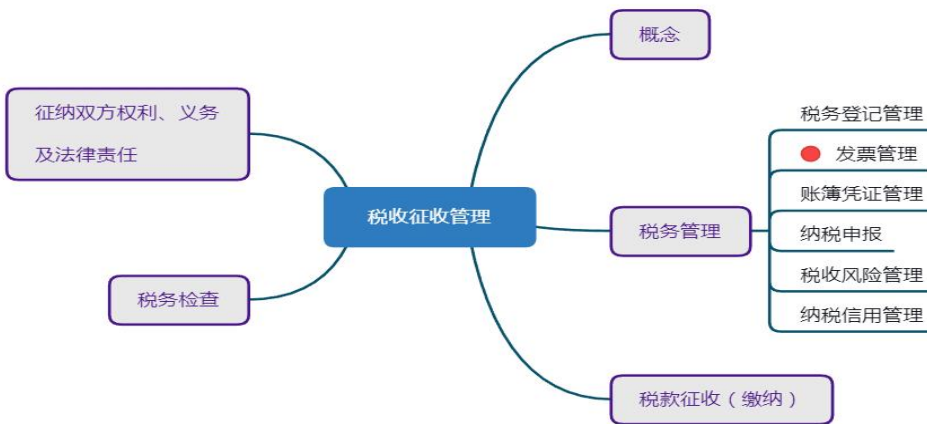 概念
征纳双方权利、义务
及法律责任
税收征收管理
税务检查
税务管理
税务登记管理
发票管理
账簿凭证管理
纳税申报
税收风险管理
纳税信用管理
税款征收（缴纳）